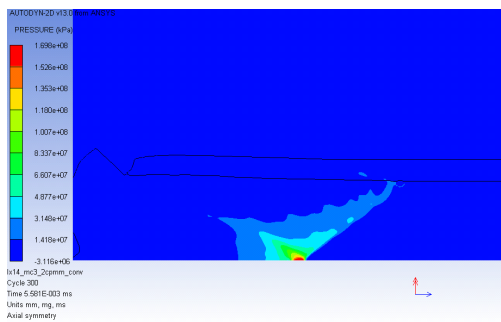 AUTODYN-2D v13.0 from ANSYS
PRESSURE (kPa)
1.698e+08
1.526e+08
1.353e+08
1.180e+08
1.007e+08
8.337e+07
6.607e+07
4.877e+07
3.148e+07
1.418e+07
-3.116e+06
lx14_mc3_2cpmm_conv
Cycle 300
Time 5.581E-003 ms
Units mm, mg, ms
Axial symmetry